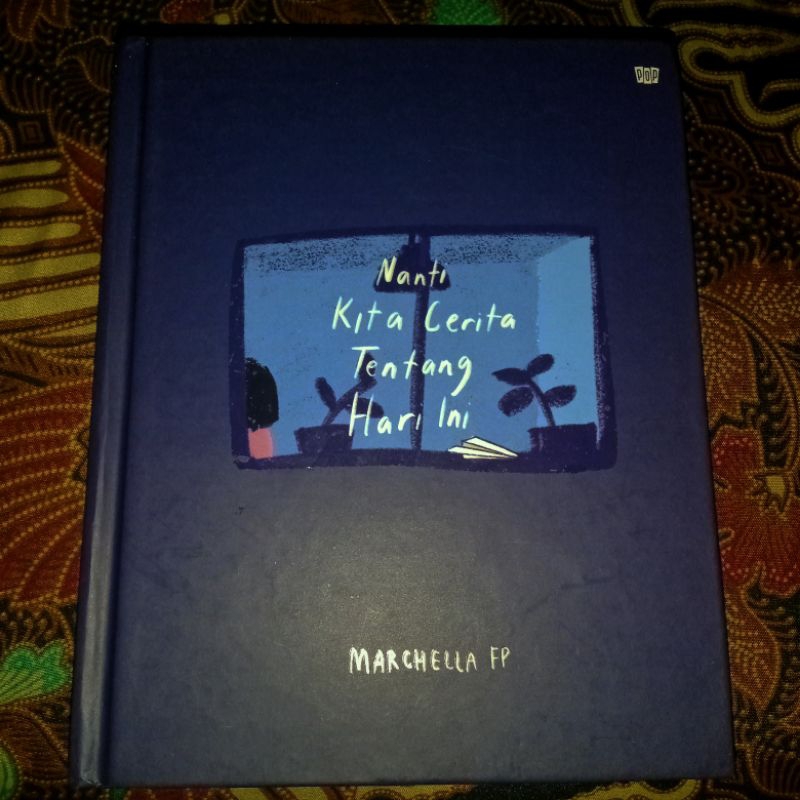 POP
Nanti
Kita Cerita
Tentang
Hari Ini
MARCHELLA FP